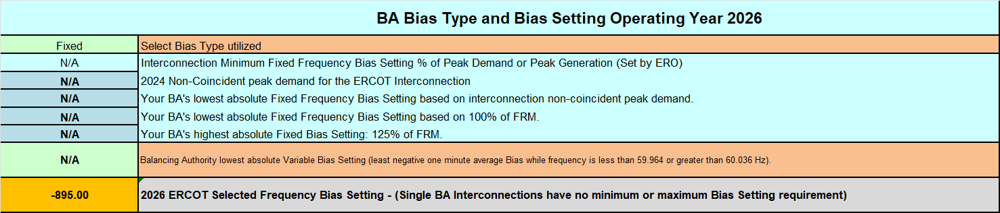 BA Bias Type and Bias Setting Operating Year 2026
Fixed Select Bias Type utilized
N/A Interconnection Minimum Fixed Frequency Bias Setting % of Peak Demand or Peak Generation (Set by ERO)
N/A 2024 Non-Coincident peak demand for the ERCOT Interconnection
N/A Your BA's lowest absolute Fixed Frequency Bias Setting based on interconnection non-coincident peak demand.
N/A Your BA's lowest absolute Fixed Frequency Bias Setting based on 100% of FRM.
N/A Your BA's highest absolute Fixed Bias Setting: 125% of FRM.
N/A Balancing Authority lowest absolute Variable Bias Setting (least negative one minute average Bias while frequency is less than 59.964 or greater than 60.036 Hz).
-895.00 2026 ERCOT Selected Frequency Bias Setting - (Single BA Interconnections have no minimum or maximum Bias Setting requirement)